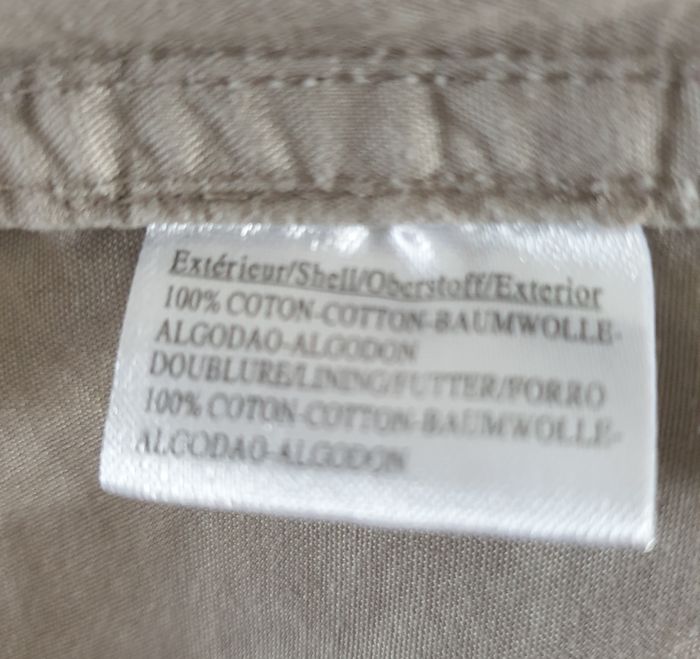 Extérieur/Shell/Oberstoff/Exterior
100% COTON-COTTON-BAUMWOLLE-
ALGODAO-ALGODON
DOUBLURE/LINING/FUTTER/FORRO
100% COTON-COTTON-BAUMWOLLE-
ALGODAO-ALGODON